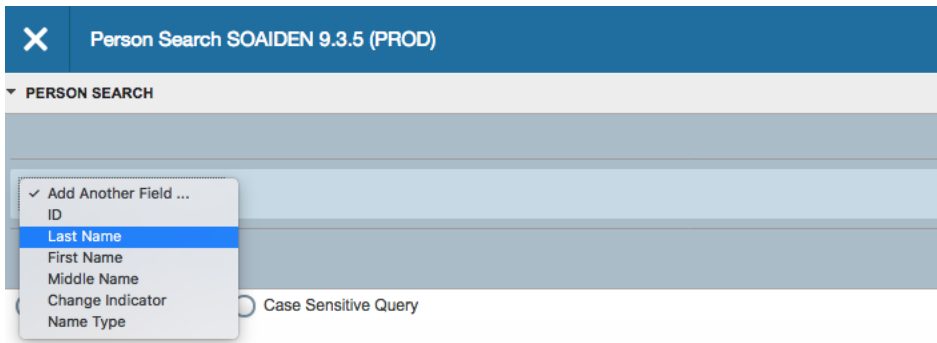 Person Search SOAIDEN 9.3.5 (PROD)
PERSON SEARCH
✓ Add Another Field ...
ID
Last Name
First Name
Middle Name
Change Indicator
Name Type
Case Sensitive Query